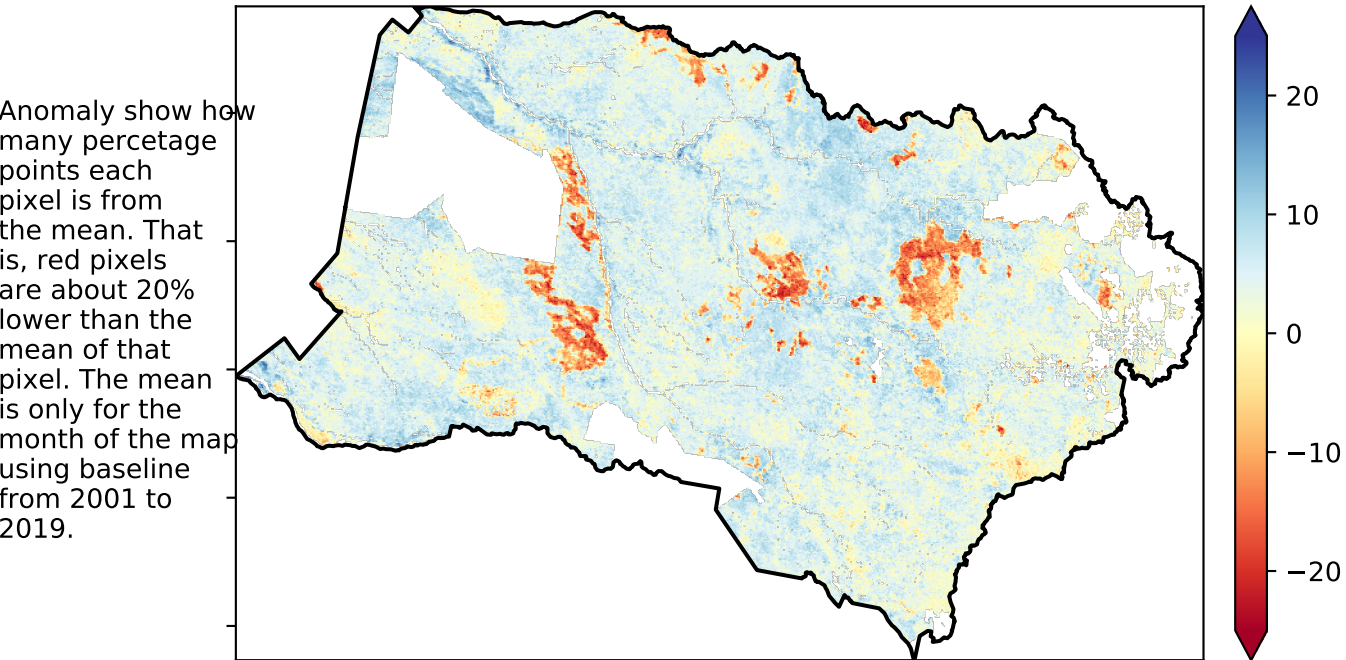 Anomaly show how
many percetage
points each
pixel is from
the mean. That
is, red pixels
are about 20%
lower than the
mean of that
pixel. The mean
is only for the
month of the map
using baseline
from 2001 to
2019.
20
10
0
−10
−20